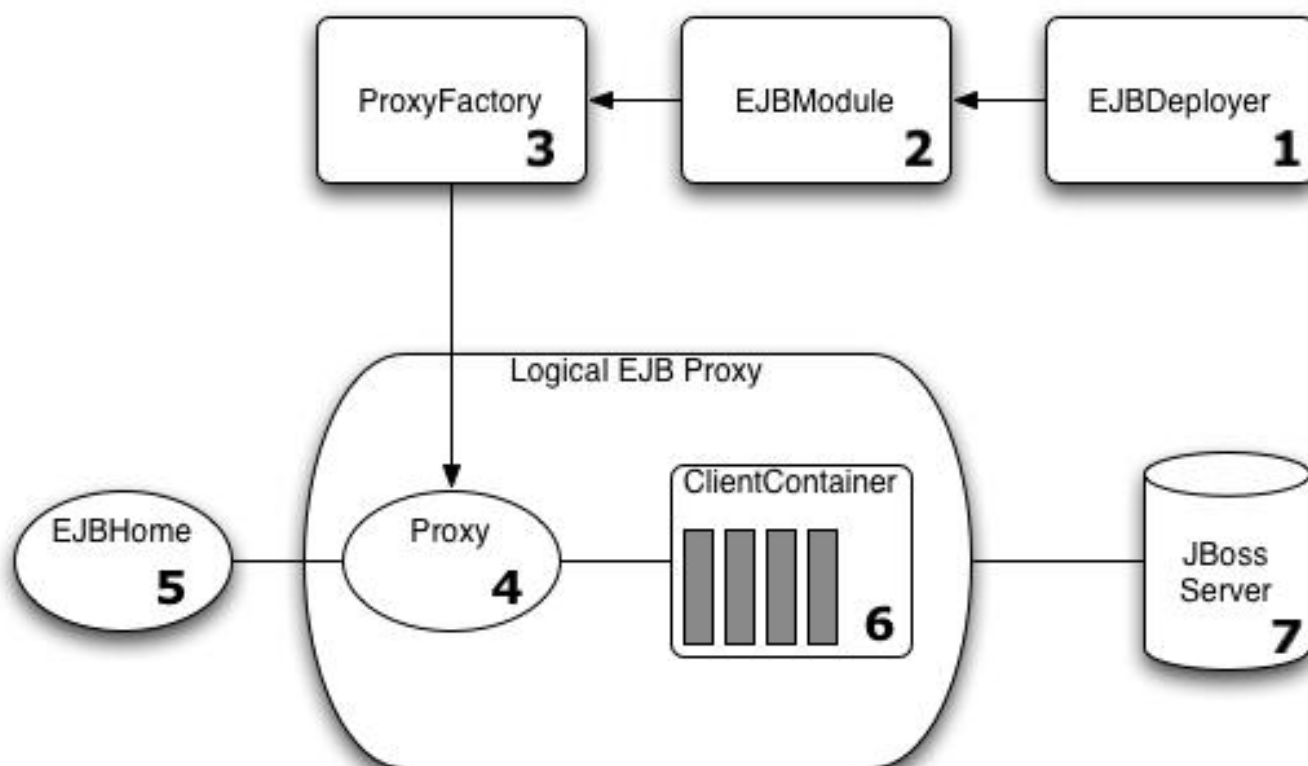 ProxyFactory
3
EJBModule
2
EJBDeployer
1
Logical EJB Proxy
EJBHome
5
Proxy
4
ClientContainer
6
JBoss
Server
7